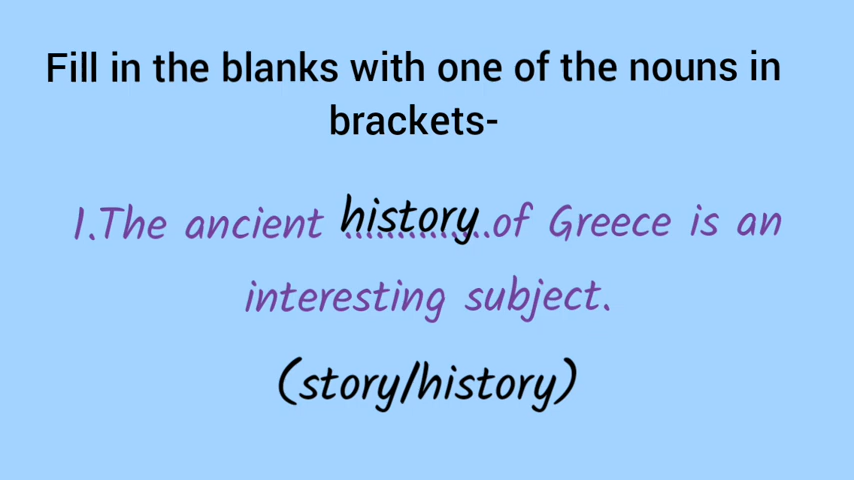 Fill in the blanks with one of the nouns in
brackets-
1.The ancient history of Greece is an
interesting subject.
(story/history)